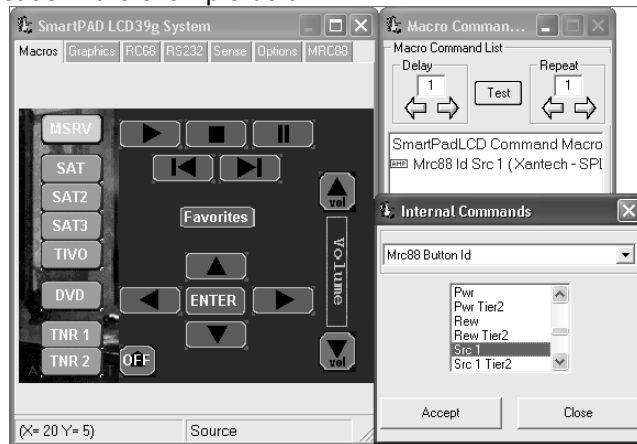 SmartPAD LCD39g System
Macros Graphics RC68 RS232 Sense Options MRC88
MSRV
SAT
SAT2
SAT3
TIVO
DVD
TNR 1
TNR 2
Favorites
ENTER
OFF
vol
Volume
vol
(X= 20 Y= 5)
Source
Macro Comman...
Macro Command List
Delay
1
Test
Repeat
1
SmartPadLCD Command Macro
AMP Mrc88 Id Src 1 (Xantech - SPL
Internal Commands
Mrc88 Button Id
Pwr
Pwr Tier2
Rew
Rew Tier2
Src 1
Src 1 Tier2
Accept
Close